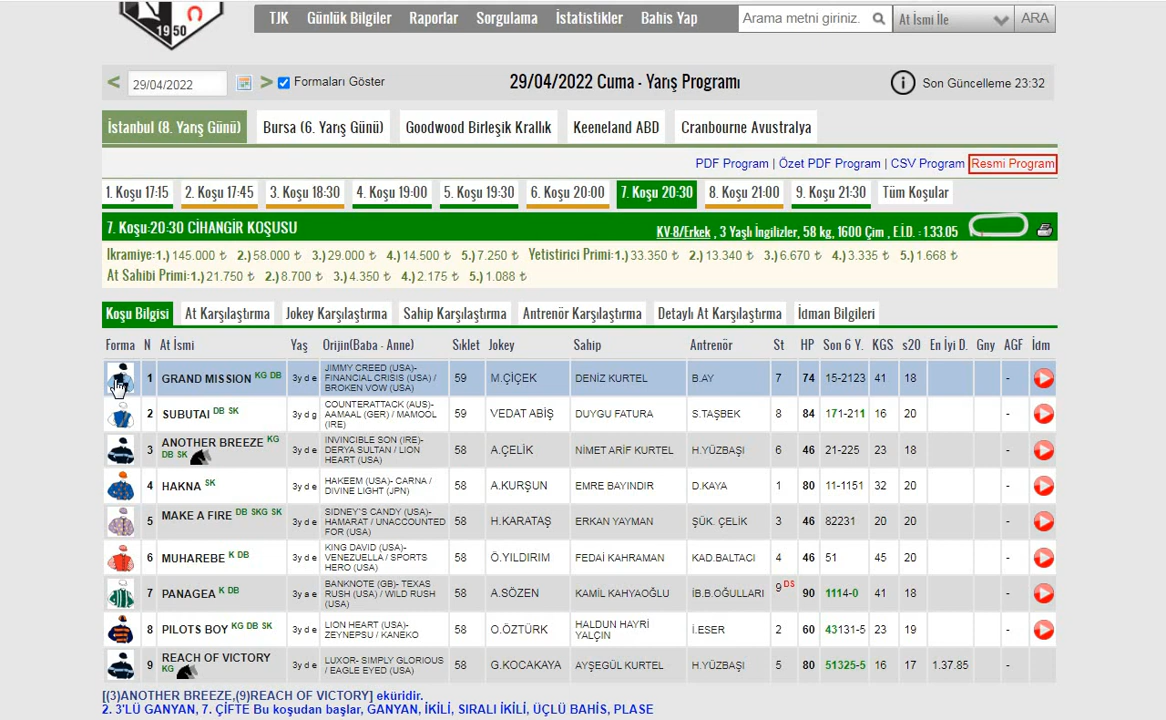 1950
TJK Günlük Bilgiler Raporlar Sorgulama İstatistikler Bahis Yap Arama metni giriniz. At İsmi İle ARA
< 29/04/2022 > Formaları Göster 29/04/2022 Cuma - Yarış Programı Son Güncelleme 23:32
İstanbul (8. Yarış Günü) Bursa (6. Yarış Günü) Goodwood Birleşik Krallık Keeneland ABD Cranbourne Avustralya
PDF Program | Özet PDF Program | CSV Program Resmi Program
1. Koşu 17:15 2. Koşu 17:45 3. Koşu 18:30 4. Koşu 19:00 5. Koşu 19:30 6. Koşu 20:00 7. Koşu 20:30 8. Koşu 21:00 9. Koşu 21:30 Tüm Koşular
7. Koşu:20:30 CİHANGİR KOŞUSU KV-8/Erkek , 3 Yaşlı İngilizler, 58 kg, 1600 Çim , E.İ.D. : 1.33.05
Ikramiye:1.) 145.000 ₺ 2.) 58.000 ₺ 3.) 29.000 ₺ 4.) 14.500 ₺ 5.) 7.250 ₺ Yetistirici Primi:1.) 33.350 ₺ 2.) 13.340 ₺ 3.) 6.670 ₺ 4.) 3.335 ₺ 5.) 1.668 ₺
At Sahibi Primi:1.) 21.750 ₺ 2.) 8.700 ₺ 3.) 4.350 ₺ 4.) 2.175 ₺ 5.) 1.088 ₺
Koşu Bilgisi At Karşılaştırma Jokey Karşılaştırma Sahip Karşılaştırma Antrenör Karşılaştırma Detaylı At Karşılaştırma İdman Bilgileri
Forma N At İsmi Yaş Orijin(Baba - Anne) Sıklet Jokey Sahip Antrenör St HP Son 6 Y. KGS s20 En İyi D. Gny AGF İdm
1 GRAND MISSION KG DB 3y d e JIMMY CREED (USA)- FINANCIAL CRISIS (USA) / BROKEN VOW (USA) 59 M.ÇİÇEK DENİZ KURTEL B.AY 7 74 15-2123 41 18 -
2 SUBUTAI DB SK 3y d g COUNTERATTACK (AUS)- AAMAAL (GER) / MAMOOL (IRE) 59 VEDAT ABİŞ DUYGU FATURA S.TAŞBEK 8 84 171-211 16 20 -
3 ANOTHER BREEZE KG DB SK 3y d e INVINCIBLE SON (IRE)- DERYA SULTAN / LION HEART (USA) 58 A.ÇELİK NİMET ARİF KURTEL H.YÜZBAŞI 6 46 21-225 23 18 -
4 HAKNA SK 3y d e HAKEEM (USA)- CARNA / DIVINE LIGHT (JPN) 58 A.KURŞUN EMRE BAYINDIR D.KAYA 1 80 11-1151 32 20 -
5 MAKE A FIRE DB SKG SK 3y d e SIDNEY'S CANDY (USA)- HAMARAT / UNACCOUNTED FOR (USA) 58 H.KARATAŞ ERKAN YAYMAN ŞÜK. ÇELİK 3 46 82231 20 20 -
6 MUHAREBE K DB 3y d e KING DAVID (USA)- VENEZUELLA / SPORTS HERO (USA) 58 Ö.YILDIRIM FEDAİ KAHRAMAN KAD.BALTACI 4 46 51 45 20 -
7 PANAGEA K DB 3y a e BANKNOTE (GB)- TEXAS RUSH (USA) / WILD RUSH (USA) 58 A.SÖZEN KAMİL KAHYAOĞLU İB.B.OĞULLARI 9 DS 90 1114-0 41 18 -
8 PILOTS BOY KG DB SK 3y d e LION HEART (USA)- ZEYNEPSU / KANEKO 58 O.ÖZTÜRK HALDUN HAYRİ YALÇIN İ.ESER 2 60 43131-5 23 19 -
9 REACH OF VICTORY KG 3y d e LUXOR- SIMPLY GLORIOUS / EAGLE EYED (USA) 58 G.KOCAKAYA AYŞEGÜL KURTEL H.YÜZBAŞI 5 80 51325-5 16 17 1.37.85 -
[(3)ANOTHER BREEZE,(9)REACH OF VICTORY] eküridir.
2. 3'LÜ GANYAN, 7. ÇİFTE Bu koşudan başlar, GANYAN, İKİLİ, SIRALI İKİLİ, ÜÇLÜ BAHİS, PLASE